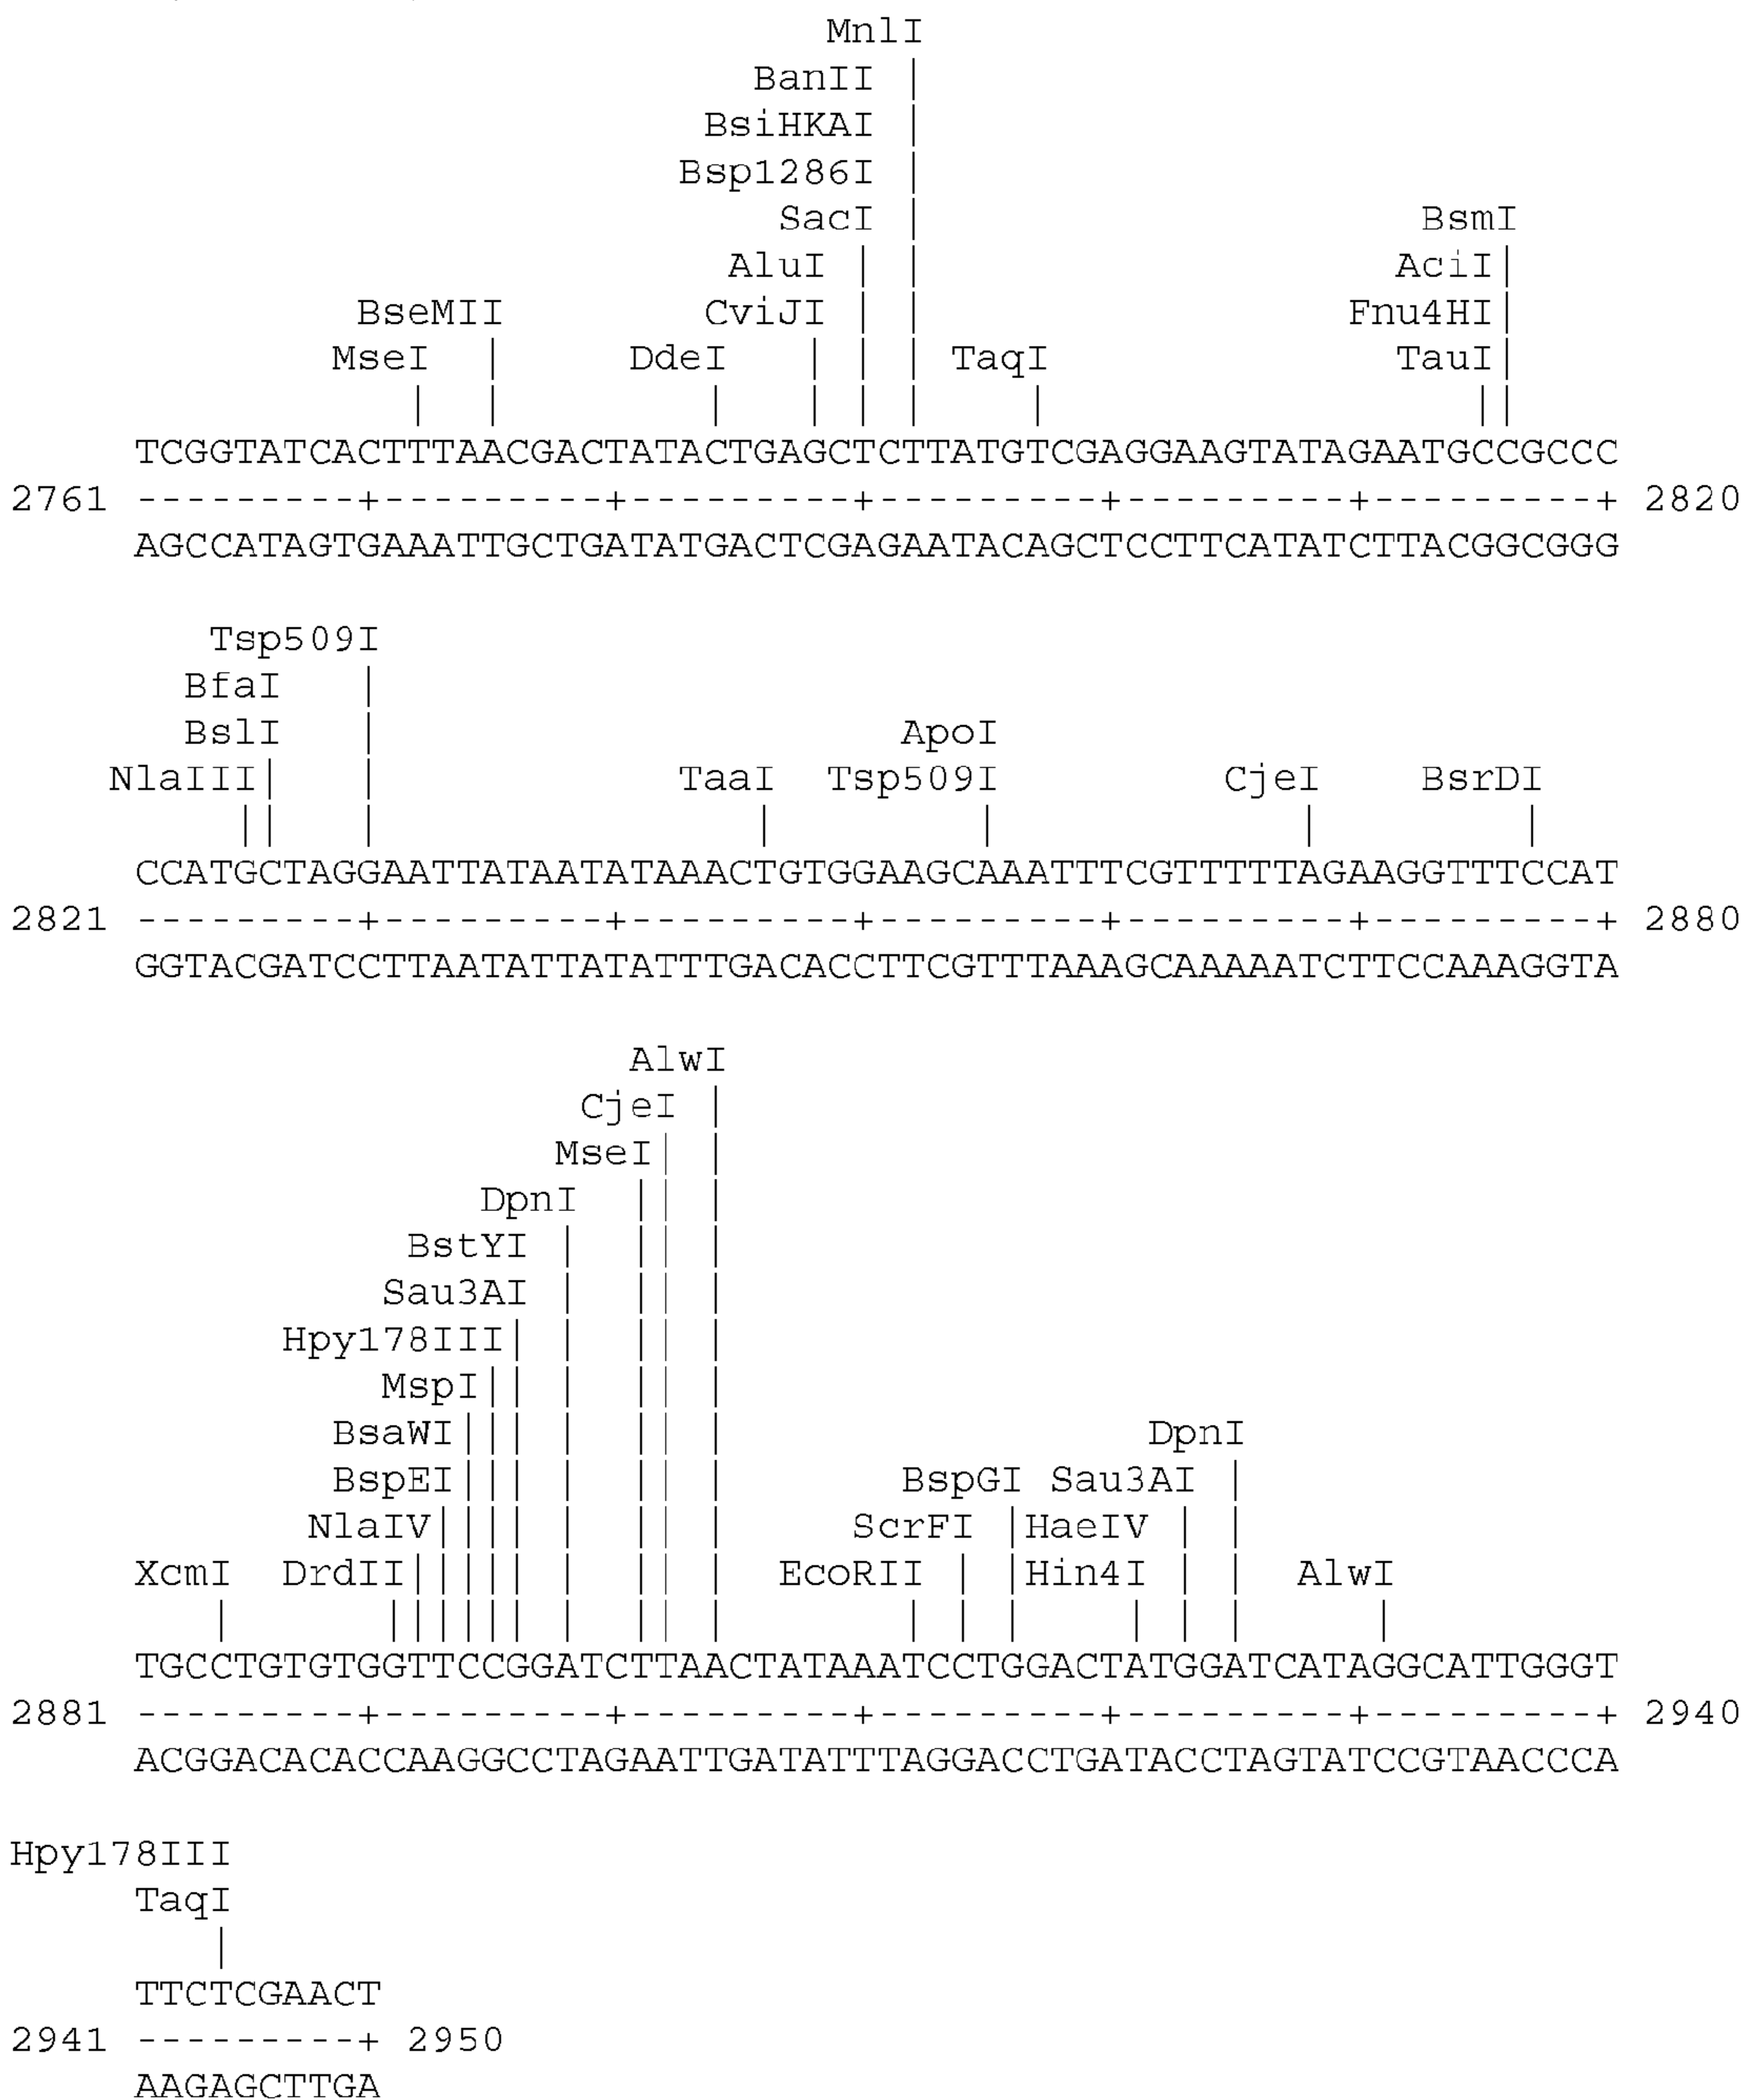 MnlI
BanII
BsiHKAI
Bsp1286I
SacI BsmI
AluI AciI
BseMII CviJI Fnu4HI
MseI DdeI TaqI TauI
TCGGTATCACTTTAACGACTATACTGAGCTCTTATGTCGAGGAAGTATAGAATGCCGCCC
2761 ---------+---------+---------+---------+---------+---------+ 2820
AGCCATAGTGAAATTGCTGATATGACTCGAGAATACAGCTCCTTCATATCTTACGGCGGG
Tsp509I
BfaI
BslI ApoI
NlaIII TaaI Tsp509I CjeI BsrDI
CCATGCTAGGAATTATAATATAAACTGTGGAAGCAAATTTCGTTTTTAGAAGGTTTCCAT
2821 ---------+---------+---------+---------+---------+---------+ 2880
GGTACGATCCTTAATATTATATTTGACACCTTCGTTTAAAGCAAAAATCTTCCAAAGGTA
AlwI
CjeI
MseI
DpnI
BstYI
Sau3AI
Hpy178III
MspI
BsaWI DpnI
BspEI BspGI Sau3AI
NlaIV ScrFI HaeIV
XcmI DrdII EcoRII Hin4I AlwI
TGCCTGTGTGGTTCCGGATCTTAACTATAAATCCTGGACTATGGATCATAGGCATTGGGT
2881 ---------+---------+---------+---------+---------+---------+ 2940
ACGGACACACCAAGGCCTAGAATTGATATTTAGGACCTGATACCTAGTATCCGTAACCCA
Hpy178III
TaqI
TTCTCGAACT
2941 ---------+ 2950
AAGAGCTTGA